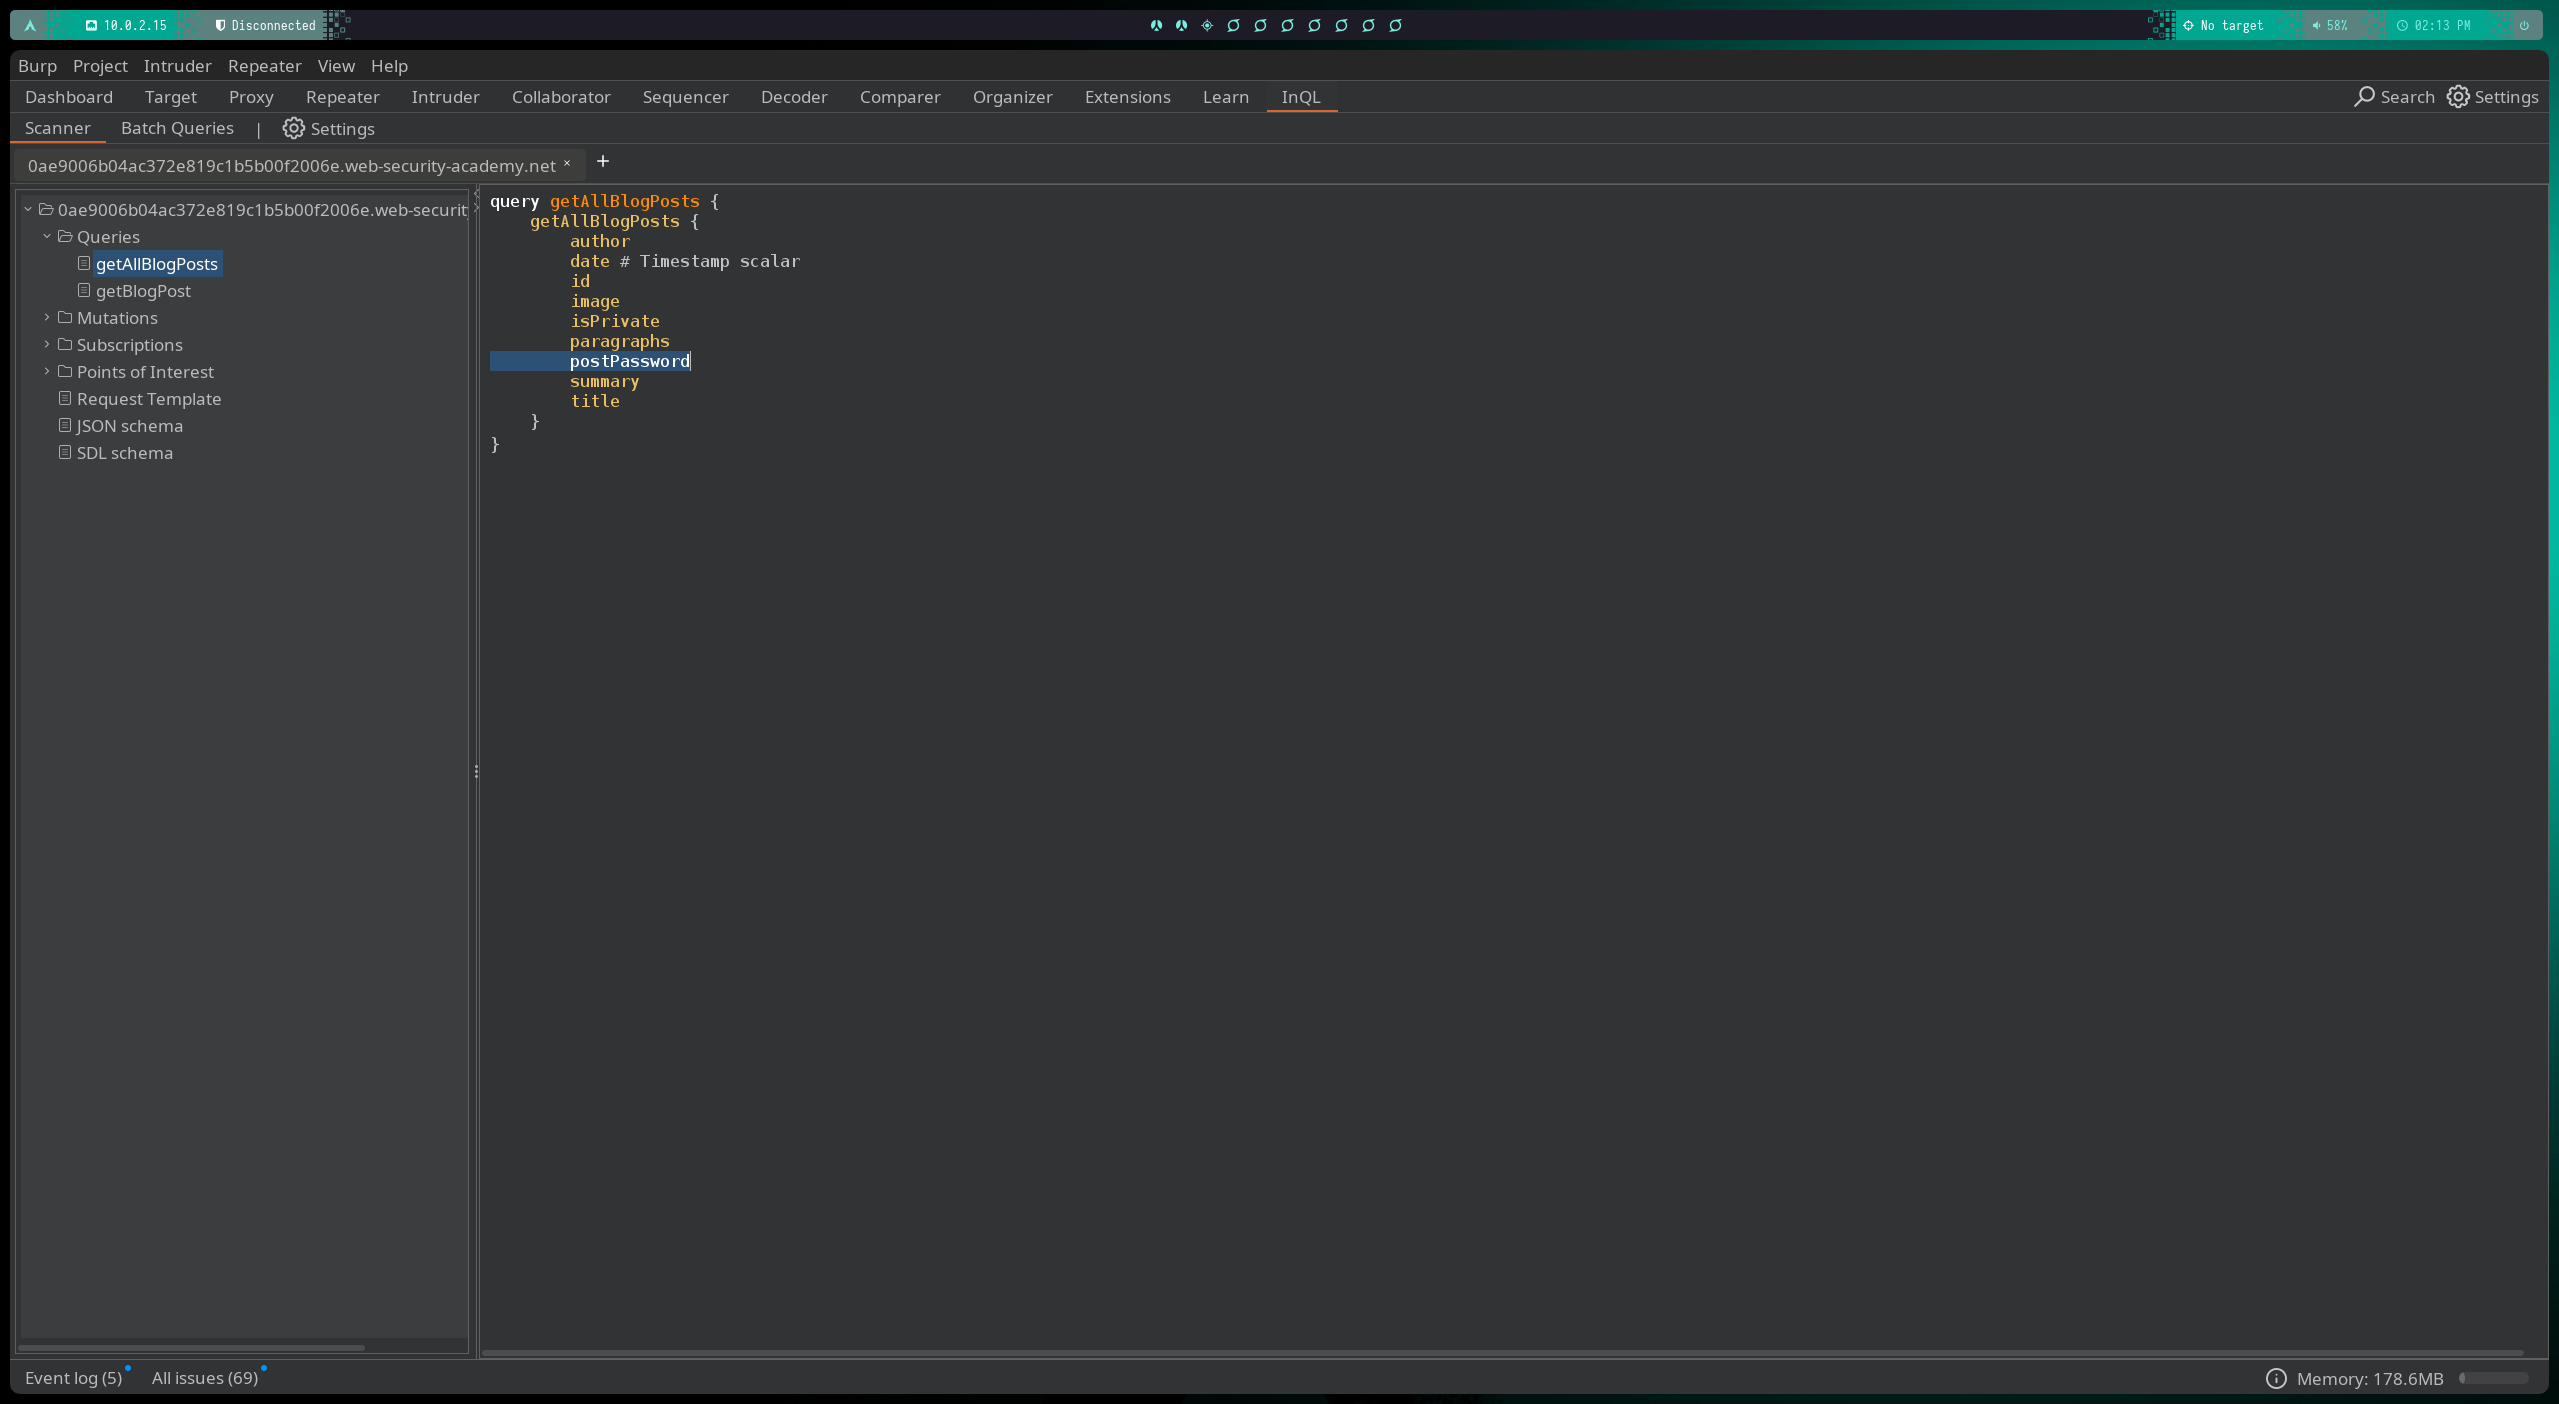 10.0.2.15 Disconnected No target 58% 02:13 PM
Burp Project Intruder Repeater View Help
Dashboard Target Proxy Repeater Intruder Collaborator Sequencer Decoder Comparer Organizer Extensions Learn InQL Search Settings
Scanner Batch Queries | Settings
0ae9006b04ac372e819c1b5b00f2006e.web-security-academy.net × +
0ae9006b04ac372e819c1b5b00f2006e.web-securit
Queries
getAllBlogPosts
getBlogPost
Mutations
Subscriptions
Points of Interest
Request Template
JSON schema
SDL schema
query getAllBlogPosts {
getAllBlogPosts {
author
date # Timestamp scalar
id
image
isPrivate
paragraphs
postPassword
summary
title
}
}
Event log (5) All issues (69) Memory: 178.6MB